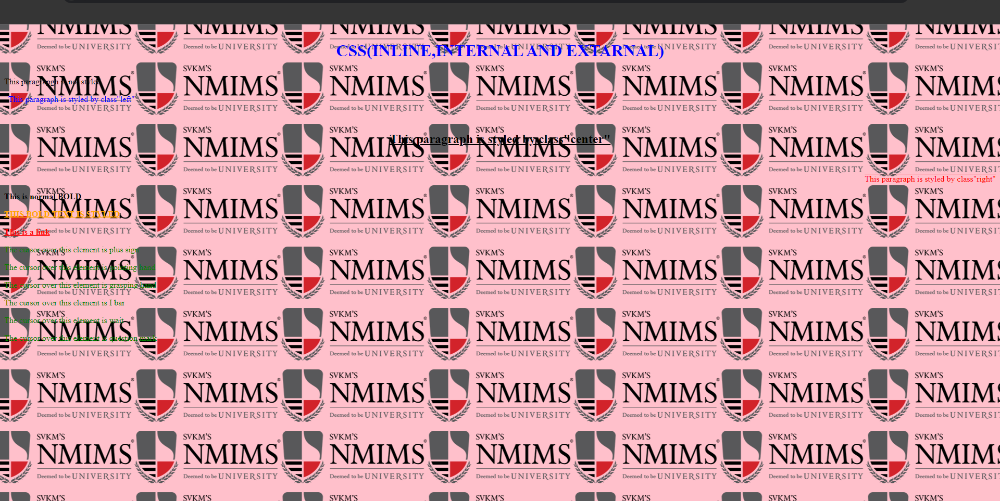 CSS(INLINE,INTERNAL AND EXTARNAL)
This paragrapgh is not styled
This paragraph is styled by class"left"
This paragraph is styled by class"center"
This paragraph is styled by class"right"
This is normal BOLD
THIS BOLD TEXT IS STYLED
This is a link
The cursor over this element is plus sign
The cursor over this element is pointing hand
The cursor over this element is grasping hand
The cursor over this element is I bar
The cursor over this element is wait
The cursor over this element is question mark
SVKM'S
NMIMS®
Deemed to be UNIVERSITY